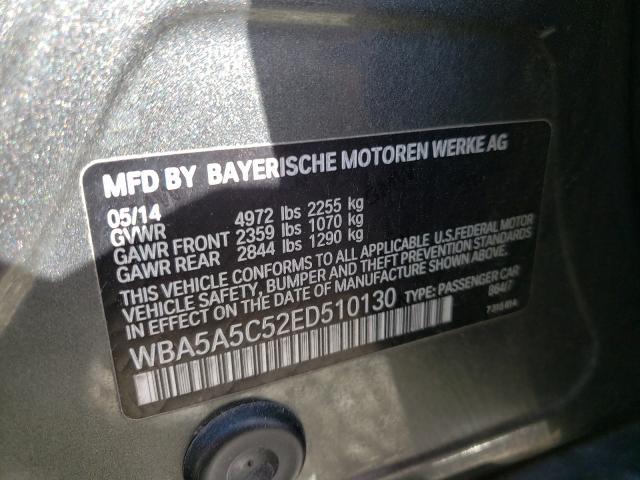 MFD BY BAYERISCHE MOTOREN WERKE AG
05/14
GVWR 4972 lbs 2255 kg
GAWR FRONT 2359 lbs 1070 kg
GAWR REAR 2844 lbs 1290 kg
THIS VEHICLE CONFORMS TO ALL APPLICABLE U.S. FEDERAL MOTOR
VEHICLE SAFETY, BUMPER AND THEFT PREVENTION STANDARDS
IN EFFECT ON THE DATE OF MANUFACTURE SHOWN ABOVE.
WBA5A5C52ED510130 TYPE: PASSENGER CAR